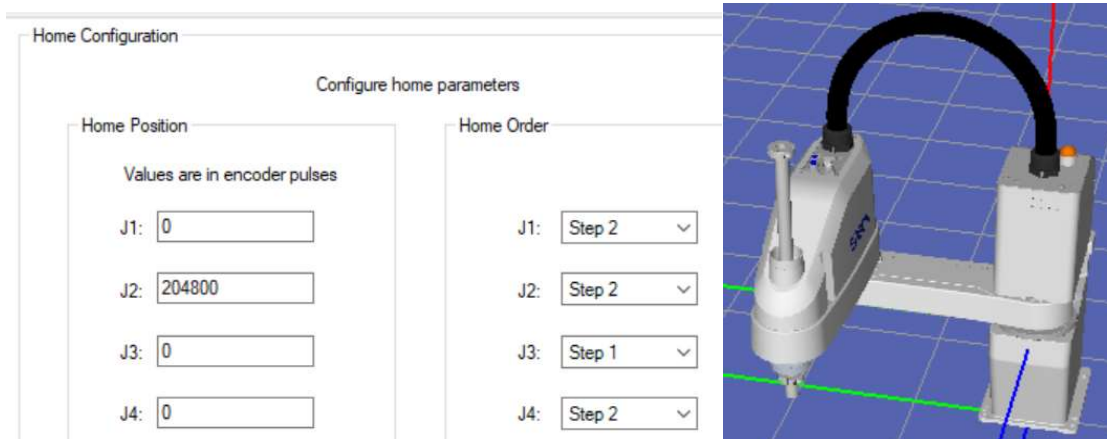 Home Configuration
Configure home parameters
Home Position
Values are in encoder pulses
J1: 0
J2: 204800
J3: 0
J4: 0
Home Order
J1: Step 2
J2: Step 2
J3: Step 1
J4: Step 2